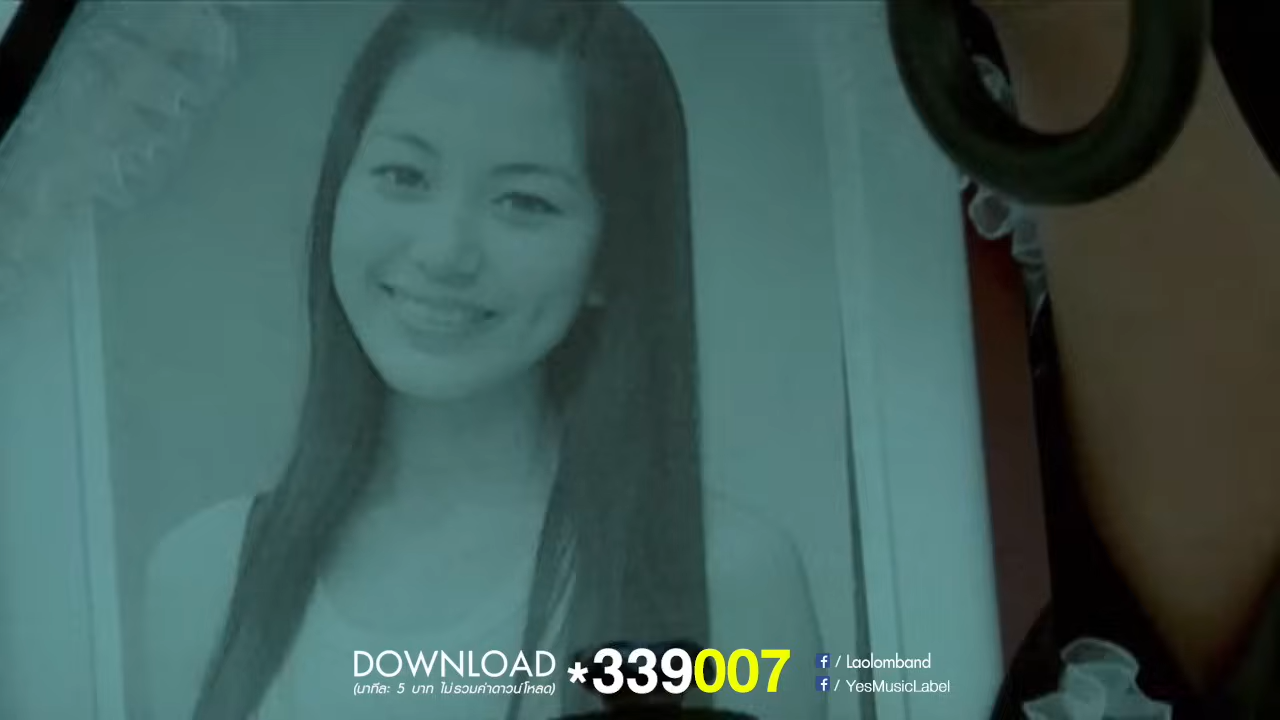 DOWNLOAD *339007
(นาทีละ 5 บาท ไม่รวมค่าดาวน์โหลด)
f / Laolomband
f / YesMusicLabel